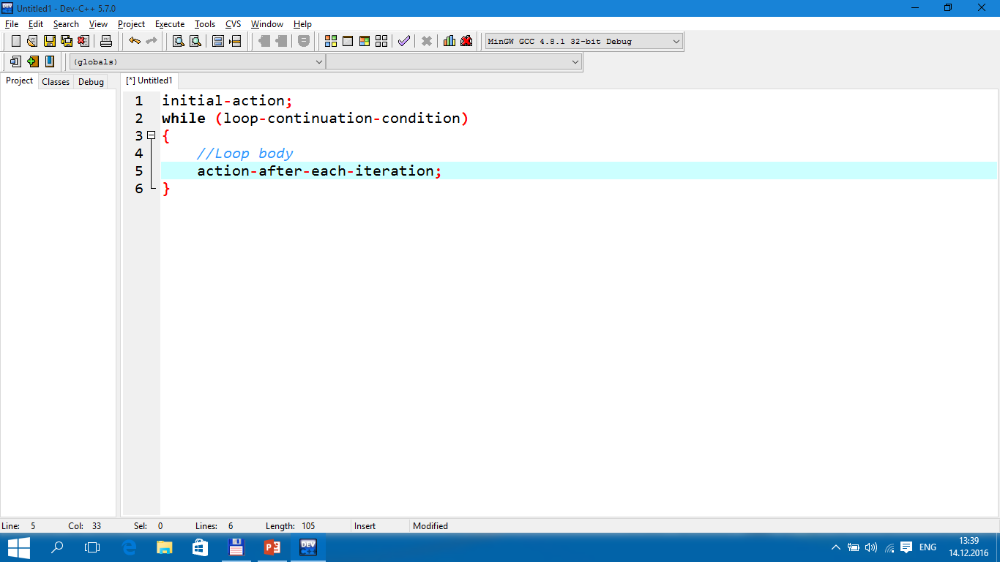 Untitled1 - Dev-C++ 5.7.0
File Edit Search View Project Execute Tools CVS Window Help
MinGW GCC 4.8.1 32-bit Debug
(globals)
Project Classes Debug
[*] Untitled1
1 initial-action;
2 while (loop-continuation-condition)
3 {
4 //Loop body
5 action-after-each-iteration;
6 }
Line: 5 Col: 33 Sel: 0 Lines: 6 Length: 105 Insert Modified
DEV C++
ENG
13:39
14.12.2016